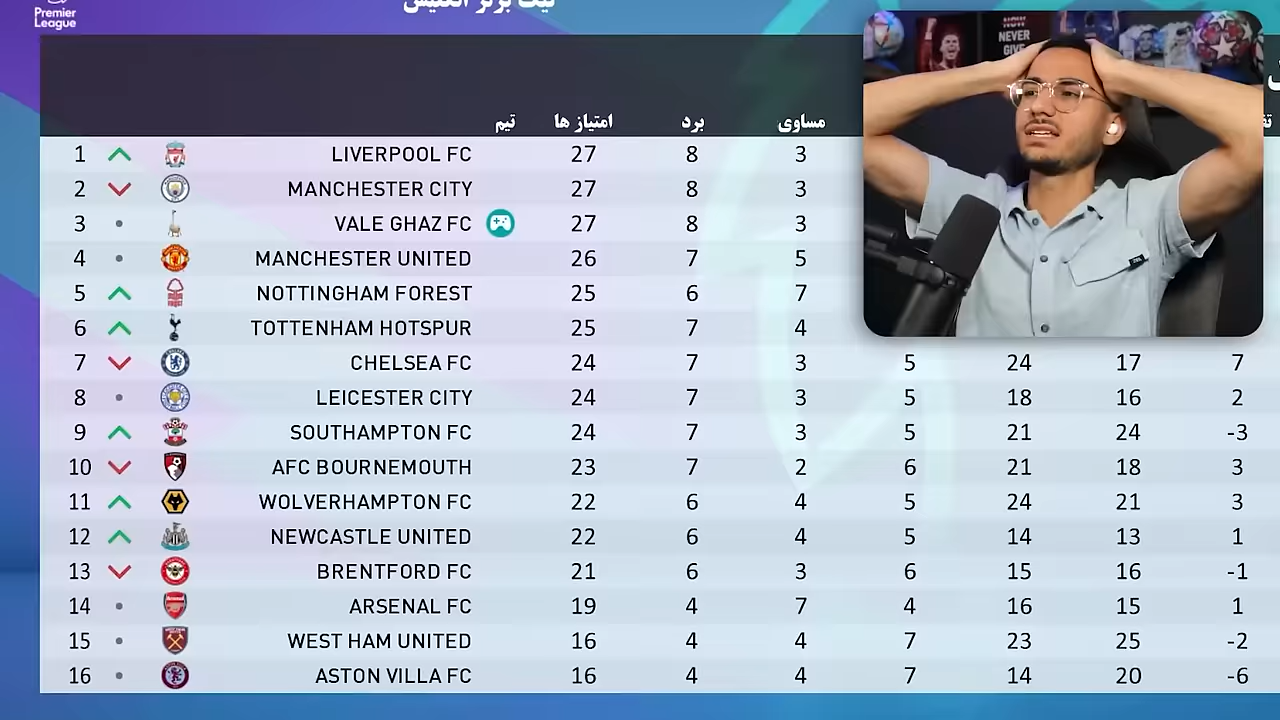 Premier
League
لیگ برتر انگلیس
NOW
NEVER
GIVE
تیم امتیاز ها برد مساوی
1 LIVERPOOL FC 27 8 3
2 MANCHESTER CITY 27 8 3
3 VALE GHAZ FC 27 8 3
4 MANCHESTER UNITED 26 7 5
5 NOTTINGHAM FOREST 25 6 7
6 TOTTENHAM HOTSPUR 25 7 4
7 CHELSEA FC 24 7 3 5 24 17 7
8 LEICESTER CITY 24 7 3 5 18 16 2
9 SOUTHAMPTON FC 24 7 3 5 21 24 -3
10 AFC BOURNEMOUTH 23 7 2 6 21 18 3
11 WOLVERHAMPTON FC 22 6 4 5 24 21 3
12 NEWCASTLE UNITED 22 6 4 5 14 13 1
13 BRENTFORD FC 21 6 3 6 15 16 -1
14 ARSENAL FC 19 4 7 4 16 15 1
15 WEST HAM UNITED 16 4 4 7 23 25 -2
16 ASTON VILLA FC 16 4 4 7 14 20 -6